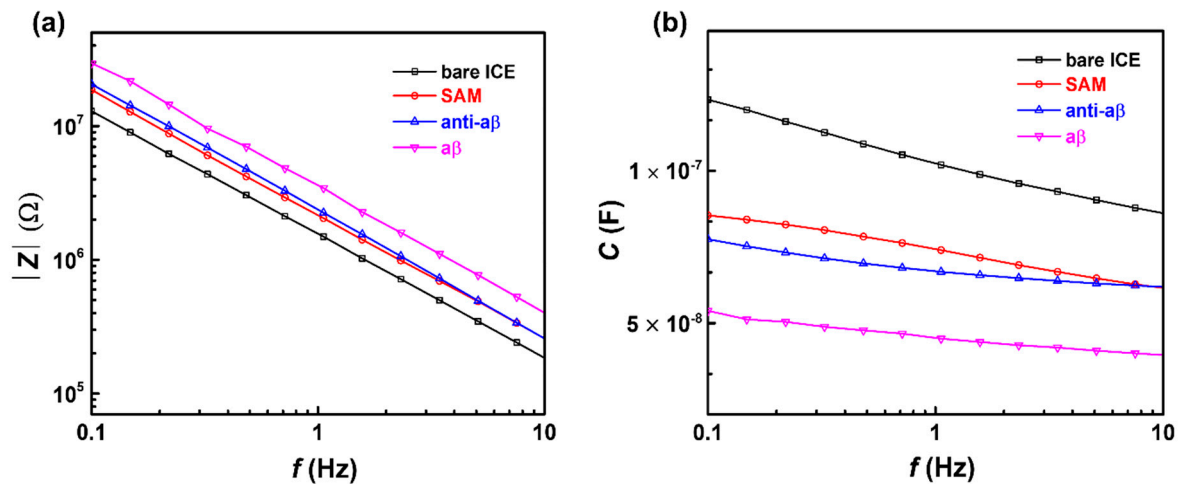 (a)
bare ICE
SAM
anti-aβ
aβ
10⁷
10⁶
10⁵
|Z| (Ω)
0.1
1
10
f (Hz)
(b)
bare ICE
SAM
anti-aβ
aβ
1 × 10⁻⁷
5 × 10⁻⁸
C (F)
0.1
1
10
f (Hz)